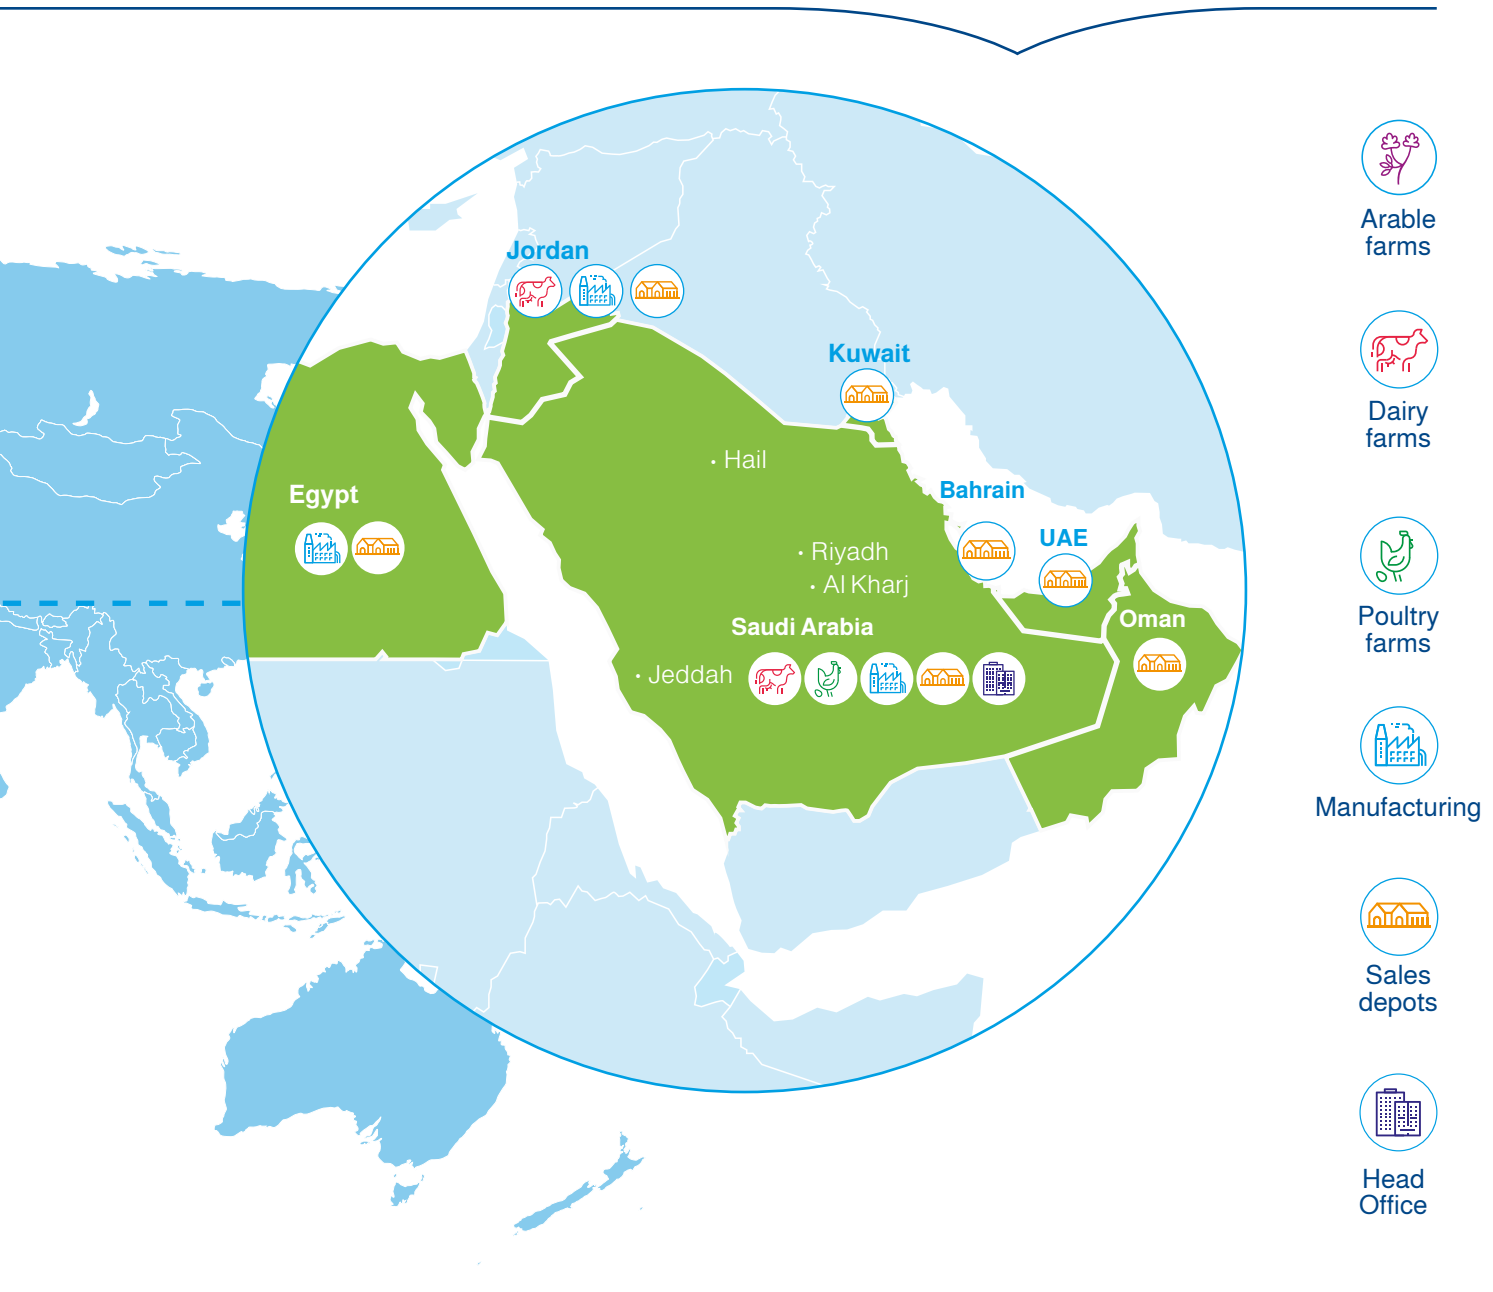 Jordan
Kuwait
• Hail
Egypt
Bahrain
UAE
• Riyadh
• Al Kharj
Oman
Saudi Arabia
• Jeddah
Arable
farms
Dairy
farms
Poultry
farms
Manufacturing
Sales
depots
Head
Office